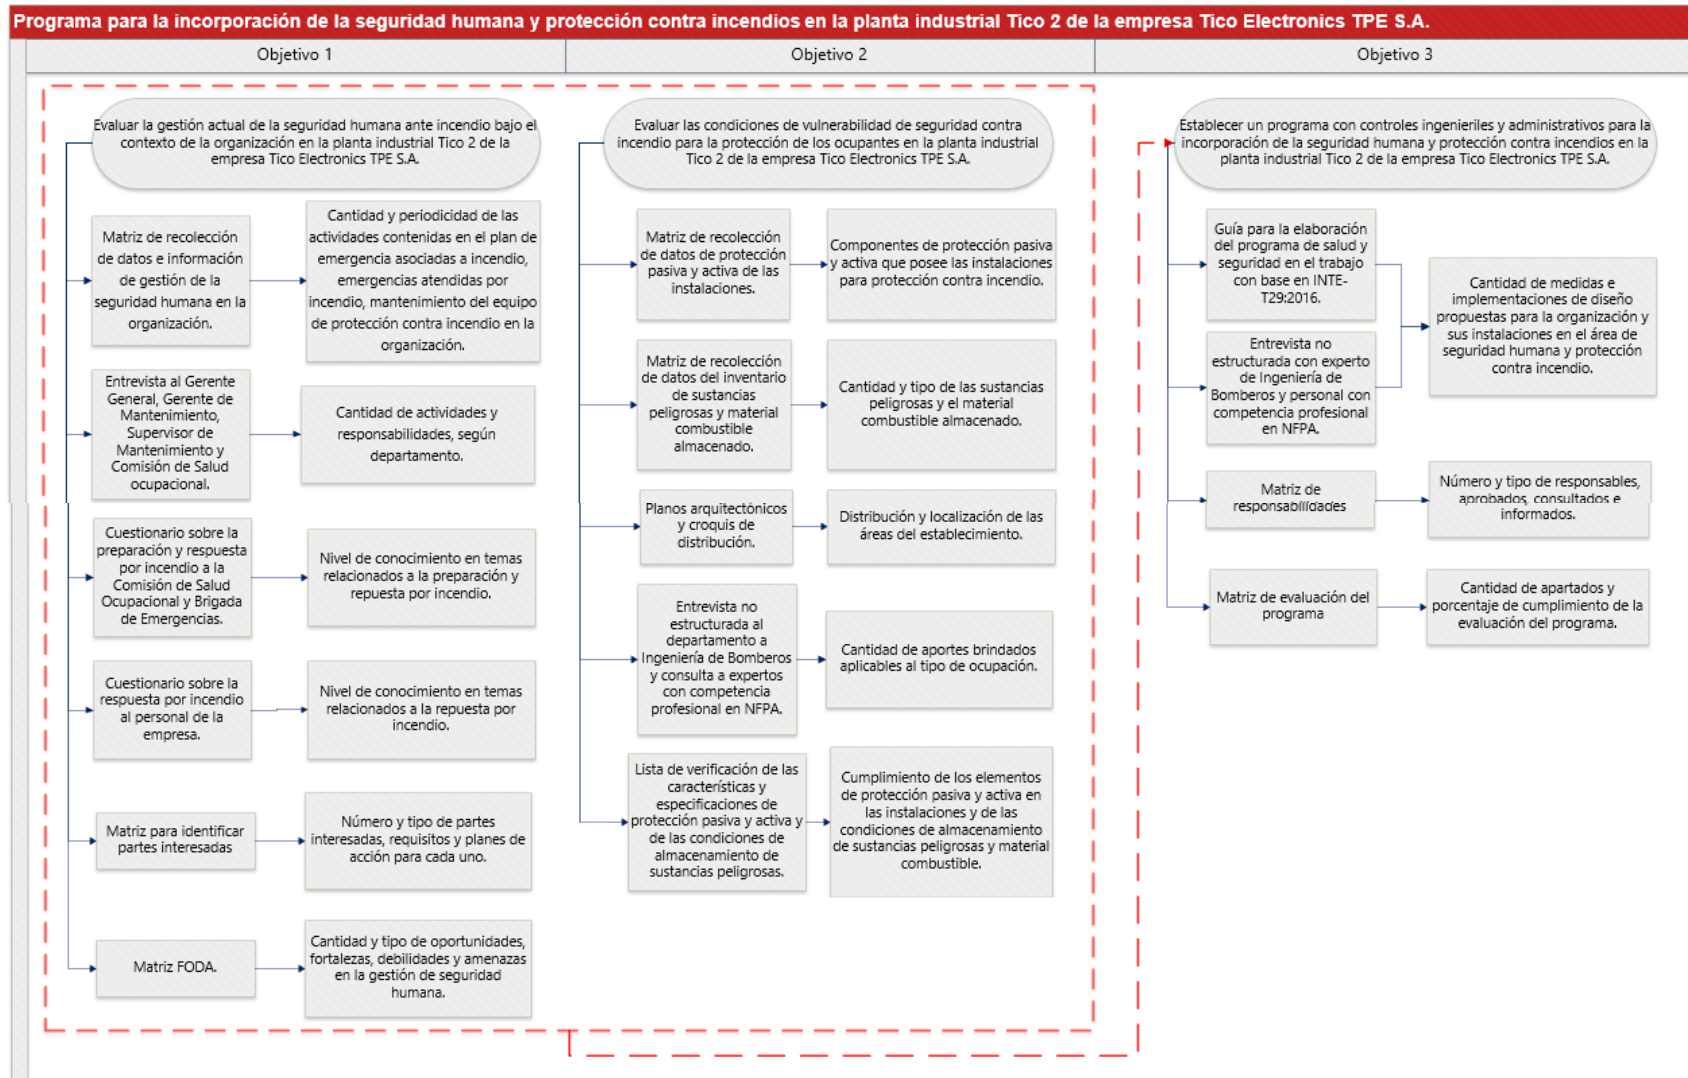 Programa para la incorporación de la seguridad humana y protección contra incendios en la planta industrial Tico 2 de la empresa Tico Electronics TPE S.A.
Objetivo 1
Objetivo 2
Objetivo 3
Evaluar la gestión actual de la seguridad humana ante incendio bajo el
contexto de la organización en la planta industrial Tico 2 de la
empresa Tico Electronics TPE S.A.
Matriz de recolección
de datos e información
de gestión de la
seguridad humana en la
organización.
Cantidad y periodicidad de las
actividades contenidas en el plan de
emergencia asociadas a incendio,
emergencias atendidas por
incendio, mantenimiento del equipo
de protección contra incendio en la
organización.
Entrevista al Gerente
General, Gerente de
Mantenimiento,
Supervisor de
Mantenimiento y
Comisión de Salud
ocupacional.
Cantidad de actividades y
responsabilidades, según
departamento.
Cuestionario sobre la
preparación y respuesta
por incendio a la
Comisión de Salud
Ocupacional y Brigada
de Emergencias.
Nivel de conocimiento en temas
relacionados a la preparación y
repuesta por incendio.
Cuestionario sobre la
respuesta por incendio
al personal de la
empresa.
Nivel de conocimiento en temas
relacionados a la repuesta por
incendio.
Matriz para identificar
partes interesadas
Número y tipo de partes
interesadas, requisitos y planes de
acción para cada uno.
Matriz FODA.
Cantidad y tipo de oportunidades,
fortalezas, debilidades y amenazas
en la gestión de seguridad
humana.
Evaluar las condiciones de vulnerabilidad de seguridad contra
incendio para la protección de los ocupantes en la planta industrial
Tico 2 de la empresa Tico Electronics TPE S.A.
Matriz de recolección
de datos de protección
pasiva y activa de las
instalaciones.
Componentes de protección pasiva
y activa que posee las instalaciones
para protección contra incendio.
Matriz de recolección
de datos del inventario
de sustancias
peligrosas y material
combustible
almacenado.
Cantidad y tipo de las sustancias
peligrosas y el material
combustible almacenado.
Planos arquitectónicos
y croquis de
distribución.
Distribución y localización de las
áreas del establecimiento.
Entrevista no
estructurada al
departamento a
Ingeniería de Bomberos
y consulta a expertos
con competencia
profesional en NFPA.
Cantidad de aportes brindados
aplicables al tipo de ocupación.
Lista de verificación de las
características y
especificaciones de
protección pasiva y activa y
de las condiciones de
almacenamiento de
sustancias peligrosas.
Cumplimiento de los elementos
de protección pasiva y activa en
las instalaciones y de las
condiciones de almacenamiento
de sustancias peligrosas y material
combustible.
Establecer un programa con controles ingenieriles y administrativos para la
incorporación de la seguridad humana y protección contra incendios en la
planta industrial Tico 2 de la empresa Tico Electronics TPE S.A.
Guía para la elaboración
del programa de salud y
seguridad en el trabajo
con base en INTE-
T29:2016.
Entrevista no
estructurada con experto
de Ingeniería de
Bomberos y personal con
competencia profesional
en NFPA.
Cantidad de medidas e
implementaciones de diseño
propuestas para la organización y
sus instalaciones en el área de
seguridad humana y protección
contra incendio.
Matriz de
responsabilidades
Número y tipo de responsables,
aprobados, consultados e
informados.
Matriz de evaluación del
programa
Cantidad de apartados y
porcentaje de cumplimiento de la
evaluación del programa.